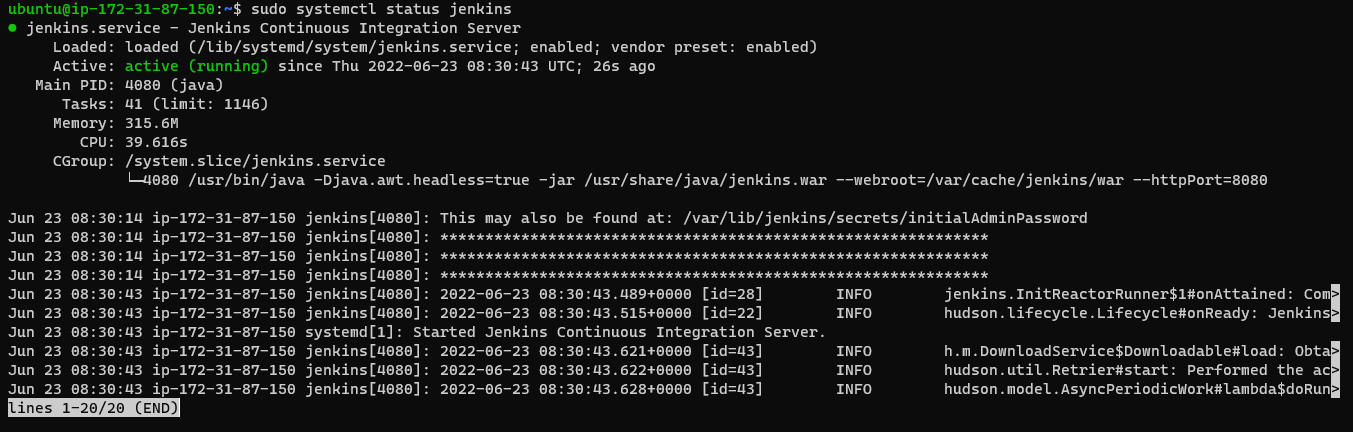 ubuntu@ip-172-31-87-150:~$ sudo systemctl status jenkins
● jenkins.service - Jenkins Continuous Integration Server
     Loaded: loaded (/lib/systemd/system/jenkins.service; enabled; vendor preset: enabled)
     Active: active (running) since Thu 2022-06-23 08:30:43 UTC; 26s ago
   Main PID: 4080 (java)
      Tasks: 41 (limit: 1146)
     Memory: 315.6M
        CPU: 39.616s
     CGroup: /system.slice/jenkins.service
             └─4080 /usr/bin/java -Djava.awt.headless=true -jar /usr/share/java/jenkins.war --webroot=/var/cache/jenkins/war --httpPort=8080

Jun 23 08:30:14 ip-172-31-87-150 jenkins[4080]: This may also be found at: /var/lib/jenkins/secrets/initialAdminPassword
Jun 23 08:30:14 ip-172-31-87-150 jenkins[4080]: *************************************************************
Jun 23 08:30:14 ip-172-31-87-150 jenkins[4080]: *************************************************************
Jun 23 08:30:14 ip-172-31-87-150 jenkins[4080]: *************************************************************
Jun 23 08:30:43 ip-172-31-87-150 jenkins[4080]: 2022-06-23 08:30:43.489+0000 [id=28]        INFO        jenkins.InitReactorRunner$1#onAttained: Com>
Jun 23 08:30:43 ip-172-31-87-150 jenkins[4080]: 2022-06-23 08:30:43.515+0000 [id=22]        INFO        hudson.lifecycle.Lifecycle#onReady: Jenkins>
Jun 23 08:30:43 ip-172-31-87-150 systemd[1]: Started Jenkins Continuous Integration Server.
Jun 23 08:30:43 ip-172-31-87-150 jenkins[4080]: 2022-06-23 08:30:43.621+0000 [id=43]        INFO        h.m.DownloadService$Downloadable#load: Obta>
Jun 23 08:30:43 ip-172-31-87-150 jenkins[4080]: 2022-06-23 08:30:43.622+0000 [id=43]        INFO        hudson.util.Retrier#start: Performed the ac>
Jun 23 08:30:43 ip-172-31-87-150 jenkins[4080]: 2022-06-23 08:30:43.628+0000 [id=43]        INFO        hudson.model.AsyncPeriodicWork#lambda$doRun>
lines 1-20/20 (END)